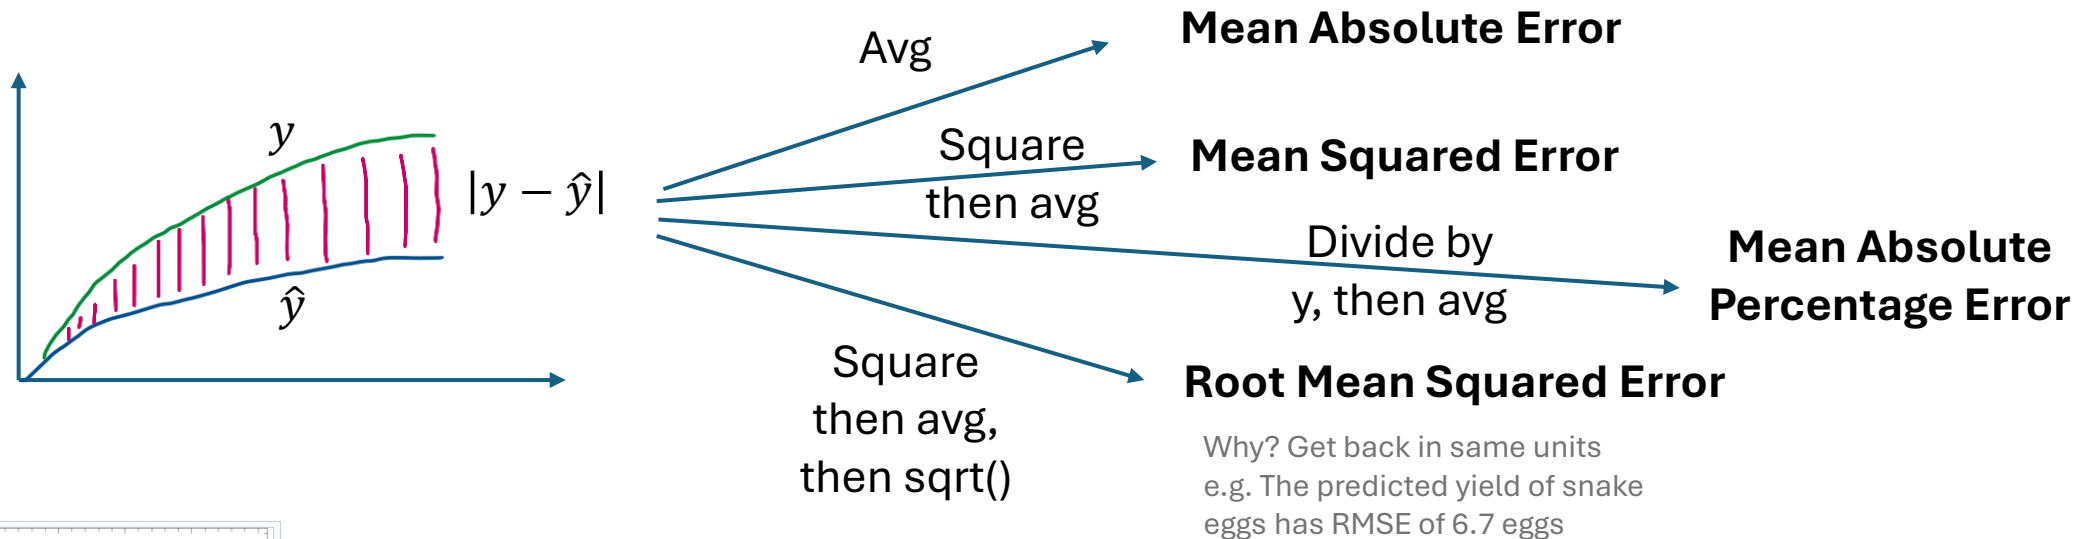 y
ŷ
|y − ŷ|
Avg
Mean Absolute Error
Square
then avg
Mean Squared Error
Divide by
y, then avg
Mean Absolute
Percentage Error
Square
then avg,
then sqrt()
Root Mean Squared Error
Why? Get back in same units
e.g. The predicted yield of snake
eggs has RMSE of 6.7 eggs